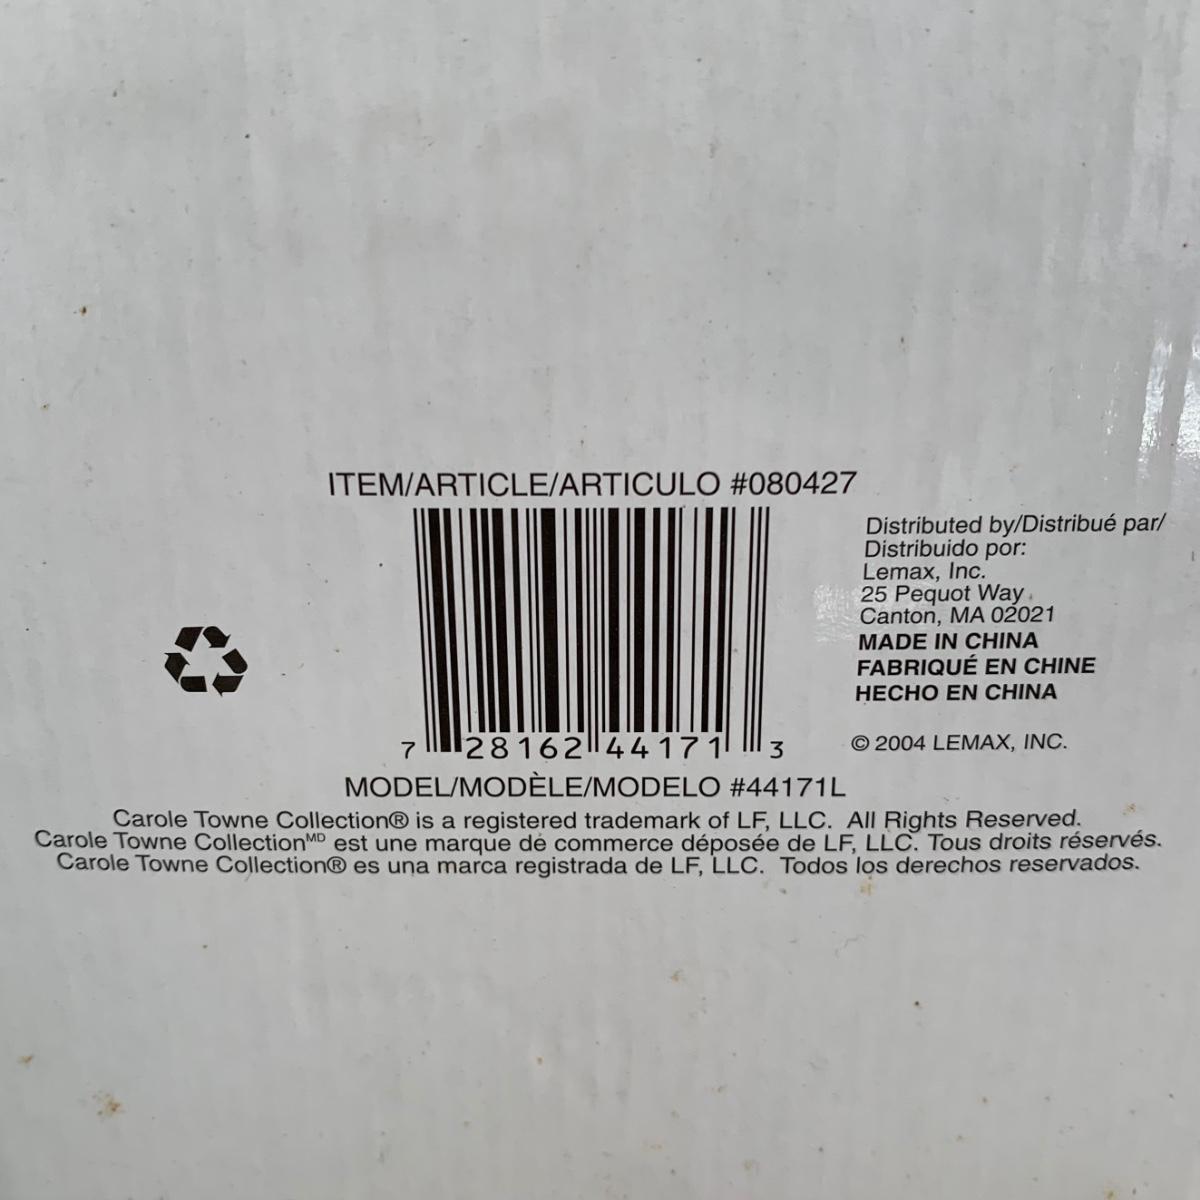 ITEM/ARTICLE/ARTICULO #080427
7 28162 44171 3
MODEL/MODÈLE/MODELO #44171L
Distributed by/Distribué par/
Distribuido por:
Lemax, Inc.
25 Pequot Way
Canton, MA 02021
MADE IN CHINA
FABRIQUÉ EN CHINE
HECHO EN CHINA
© 2004 LEMAX, INC.
Carole Towne Collection® is a registered trademark of LF, LLC. All Rights Reserved.
Carole Towne Collectionᴹᴰ est une marque de commerce déposée de LF, LLC. Tous droits réservés.
Carole Towne Collection® es una marca registrada de LF, LLC. Todos los derechos reservados.